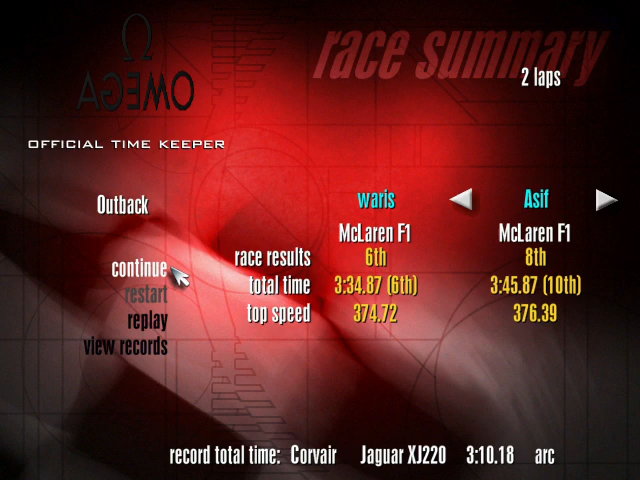 Ω
OMEGA
race summary
2 laps
OFFICIAL TIME KEEPER
Outback
waris
Asif
McLaren F1
McLaren F1
continue
restart
replay
view records
race results 6th 8th
total time 3:34.87 (6th) 3:45.87 (10th)
top speed 374.72 376.39
record total time: Corvair Jaguar XJ220 3:10.18 arc